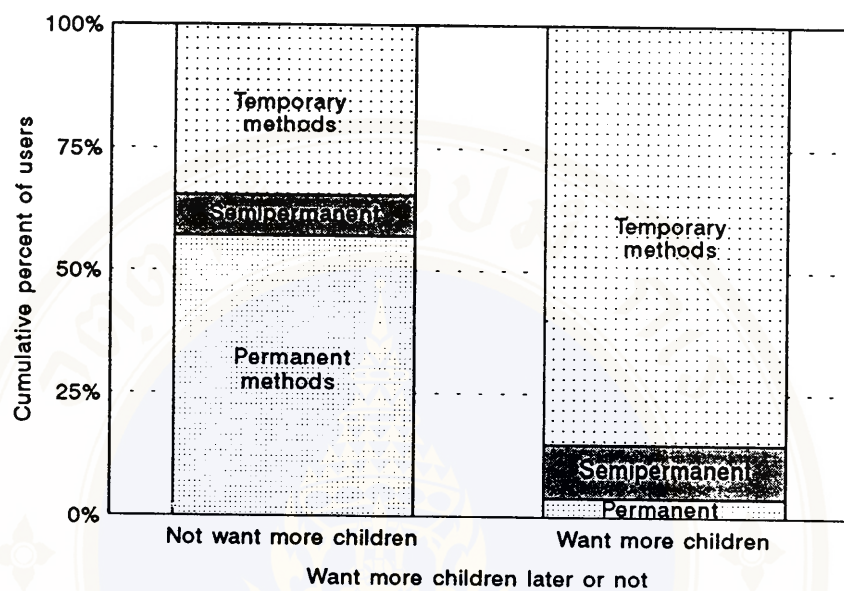 100%
75%
50%
25%
0%
Cumulative percent of users
Temporary
methods
Semipermanent
Permanent
methods
Temporary
methods
Semipermanent
Permanent
Not want more children
Want more children
Want more children later or not